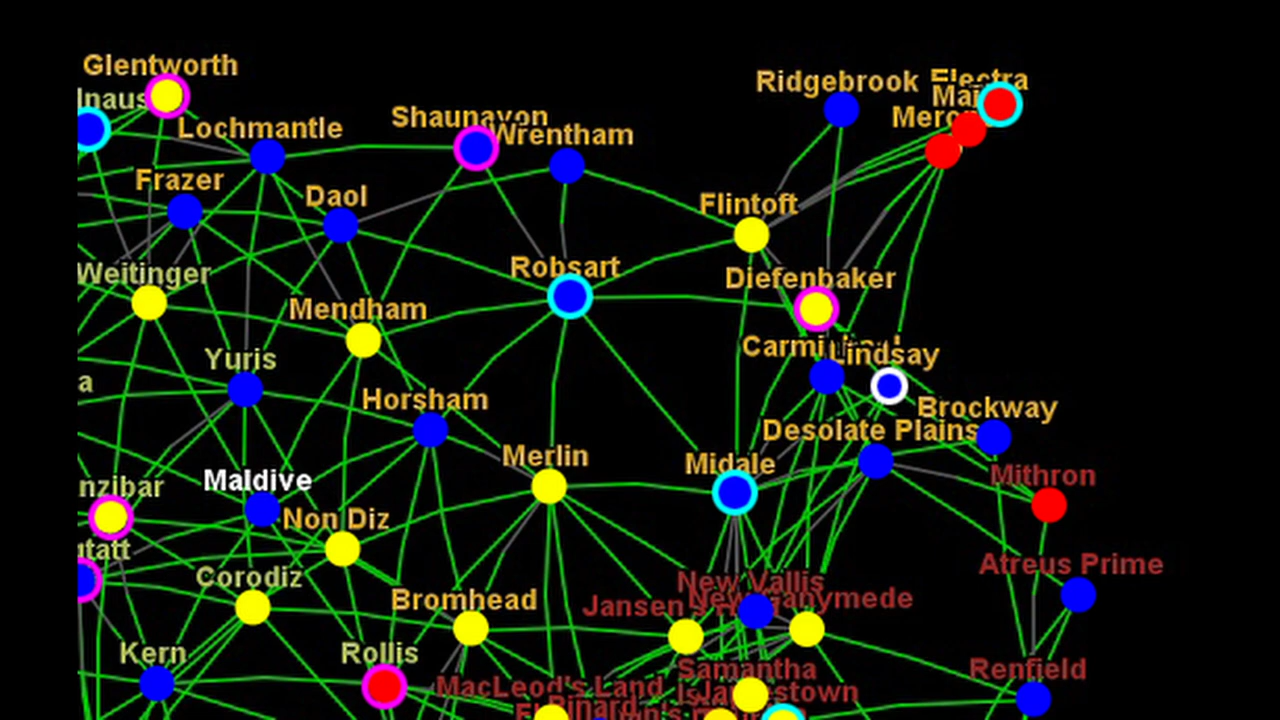 Glentworth
Ridgebrook
Electra
Shaunavon
Lochmantle
Wrentham
Frazer
Daol
Flintoft
Weitinger
Robsart
Diefenbaker
Mendham
Lindsay
Yuris
Horsham
Brockway
Desolate Plains
Merlin
Midale
Maldive
Mithron
Non Diz
Atreus Prime
Corodiz
New Vallis
Bromhead
Kern
Rollis
Samantha
Renfield
MacLeod's Land